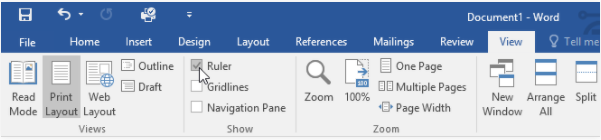 Document1 - Word
File Home Insert Design Layout References Mailings Review View Tell me
Read Mode
Print Layout
Web Layout
Outline
Draft
Views
Ruler
Gridlines
Navigation Pane
Show
Zoom
100%
One Page
Multiple Pages
Page Width
Zoom
New Window
Arrange All
Split